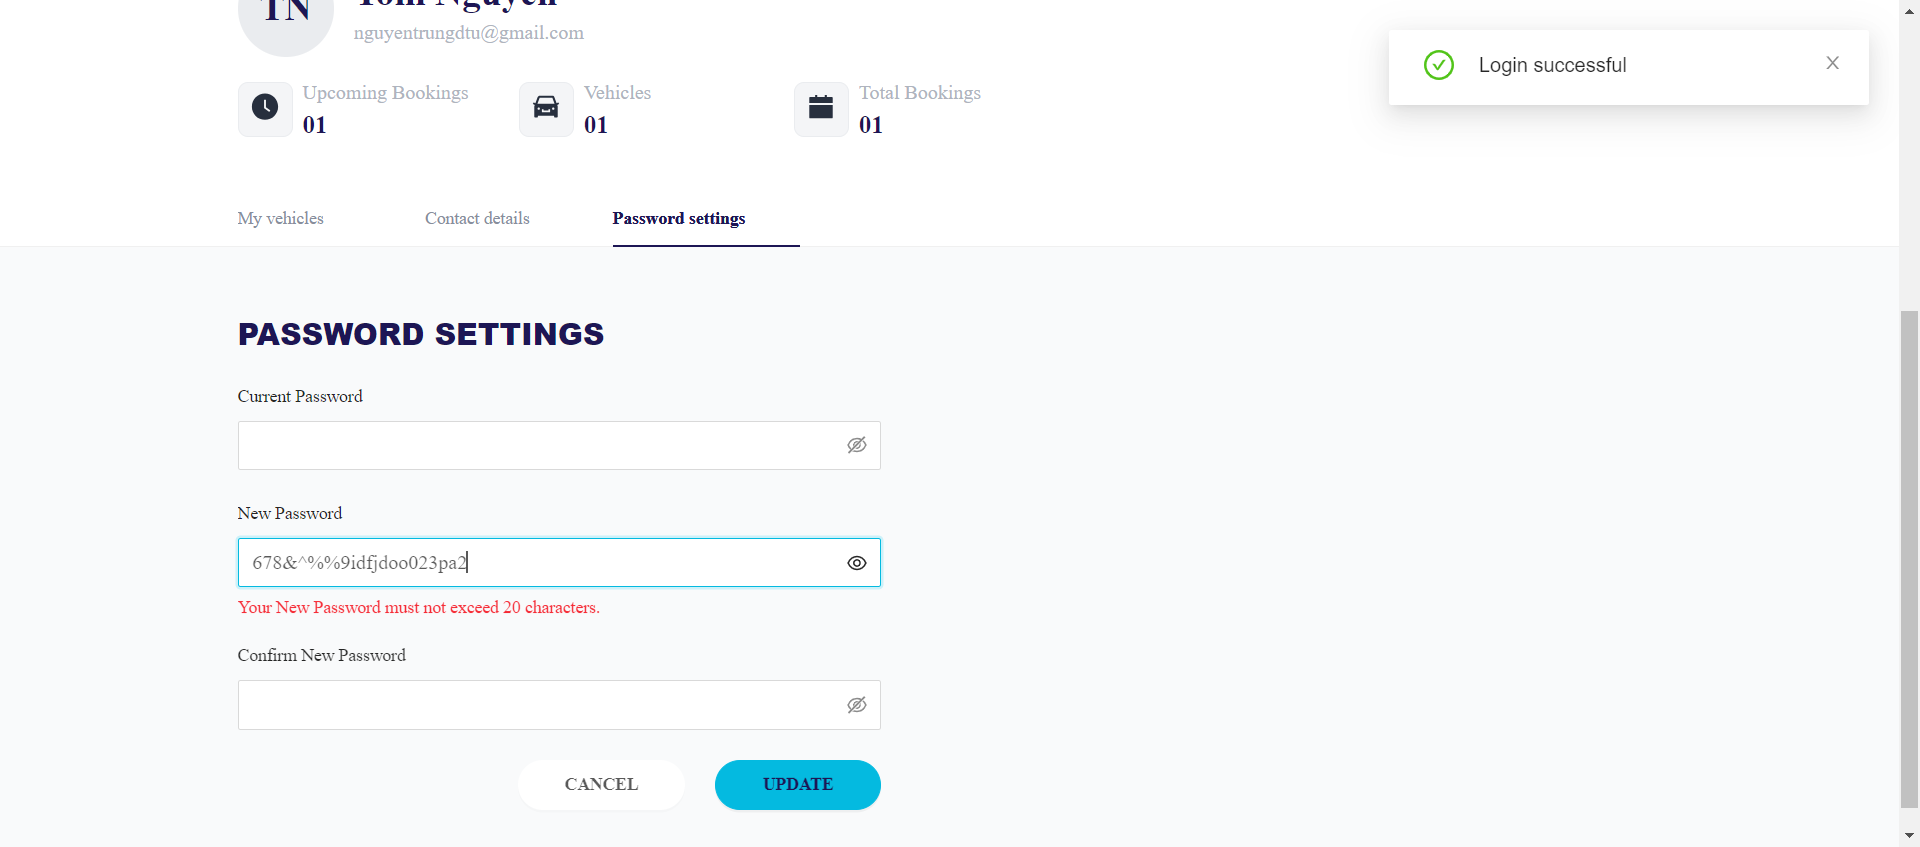 TN
Tom Nguyen
nguyentrungdtu@gmail.com
Login successful
Upcoming Bookings
01
Vehicles
01
Total Bookings
01
My vehicles
Contact details
Password settings
PASSWORD SETTINGS
Current Password
New Password
678&^%%9idfjdoo023pa2
Your New Password must not exceed 20 characters.
Confirm New Password
CANCEL
UPDATE